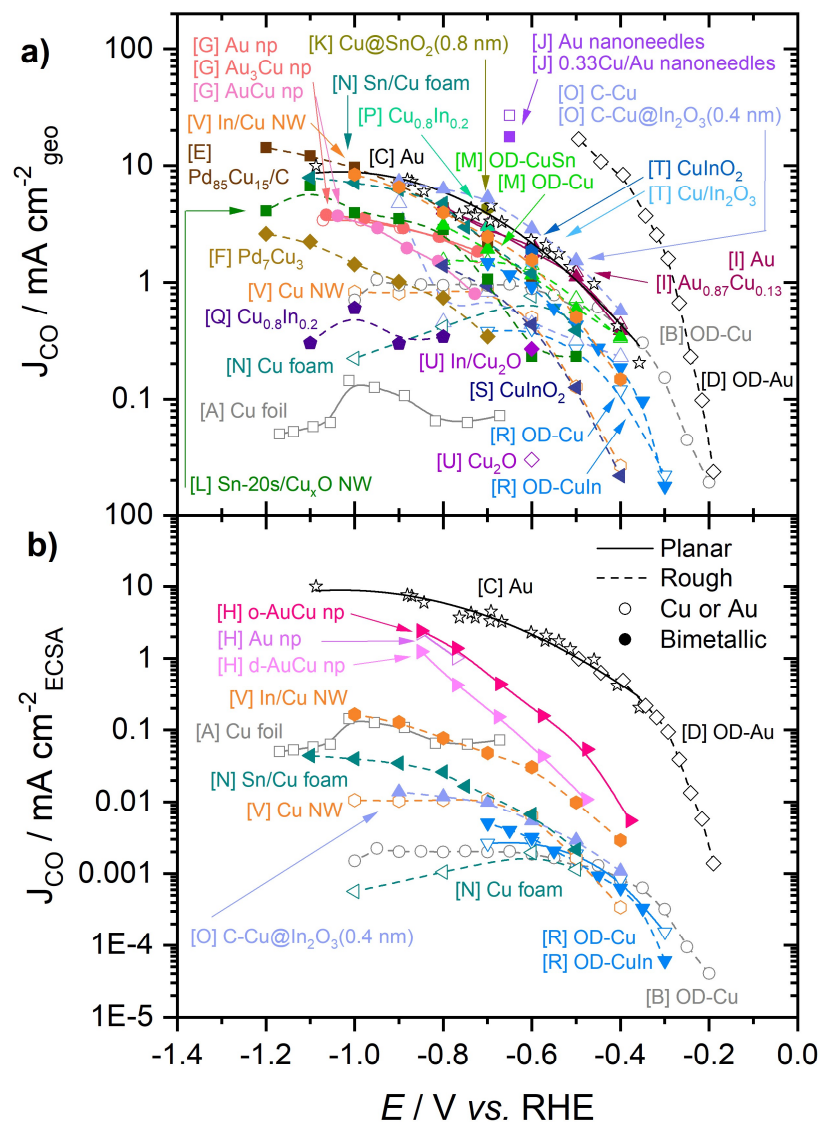 a)
J_CO / mA cm^-2_geo
100
10
1
0.1
[G] Au np
[G] Au₃Cu np
[G] AuCu np
[K] Cu@SnO₂(0.8 nm)
[J] Au nanoneedles
[J] 0.33Cu/Au nanoneedles
[N] Sn/Cu foam
[O] C-Cu
[O] C-Cu@In₂O₃(0.4 nm)
[V] In/Cu NW
[P] Cu₀.₈In₀.₂
[E]
Pd₈₅Cu₁₅/C
[C] Au
[M] OD-CuSn
[M] OD-Cu
[T] CuInO₂
[T] Cu/In₂O₃
[F] Pd₇Cu₃
[I] Au
[I] Au₀.₈₇Cu₀.₁₃
[V] Cu NW
[Q] Cu₀.₈In₀.₂
[B] OD-Cu
[N] Cu foam
[U] In/Cu₂O
[D] OD-Au
[S] CuInO₂
[A] Cu foil
[R] OD-Cu
[U] Cu₂O
[L] Sn-20s/CuₓO NW
[R] OD-CuIn
b)
J_CO / mA cm^-2_ECSA
100
10
1
0.1
0.01
0.001
1E-4
1E-5
Planar
Rough
Cu or Au
Bimetallic
[C] Au
[H] o-AuCu np
[H] Au np
[H] d-AuCu np
[V] In/Cu NW
[A] Cu foil
[D] OD-Au
[N] Sn/Cu foam
[V] Cu NW
[N] Cu foam
[O] C-Cu@In₂O₃(0.4 nm)
[R] OD-Cu
[R] OD-CuIn
[B] OD-Cu
-1.4 -1.2 -1.0 -0.8 -0.6 -0.4 -0.2 0.0
E / V vs. RHE